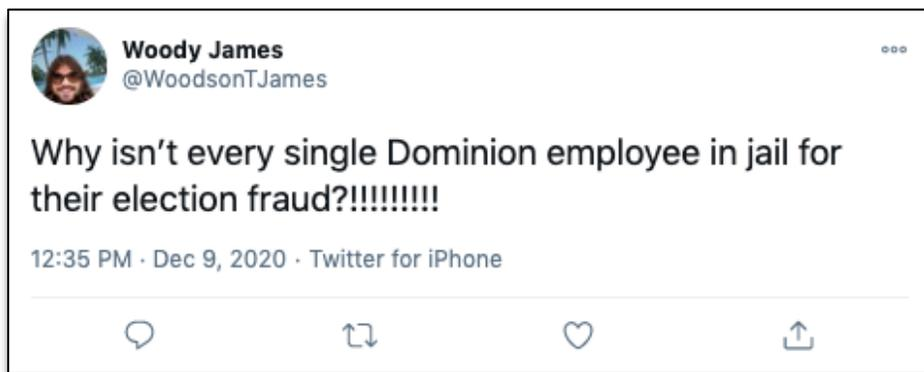 Woody James
@WoodsonTJames
Why isn't every single Dominion employee in jail for
their election fraud?!!!!!!!!!
12:35 PM · Dec 9, 2020 · Twitter for iPhone